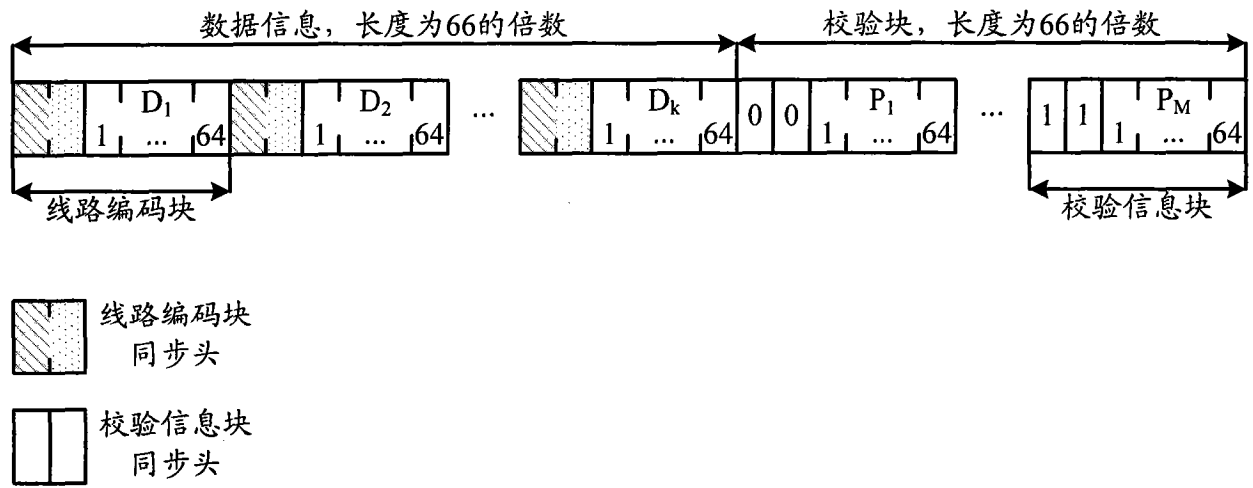 数据信息，长度为66的倍数 校验块，长度为66的倍数
D1 D2 ... Dk 0 0 P1 ... 1 1 PM
1 ... 64 1 ... 64 1 ... 64 1 ... 64 1 ... 64
线路编码块 校验信息块
线路编码块
同步头
校验信息块
同步头